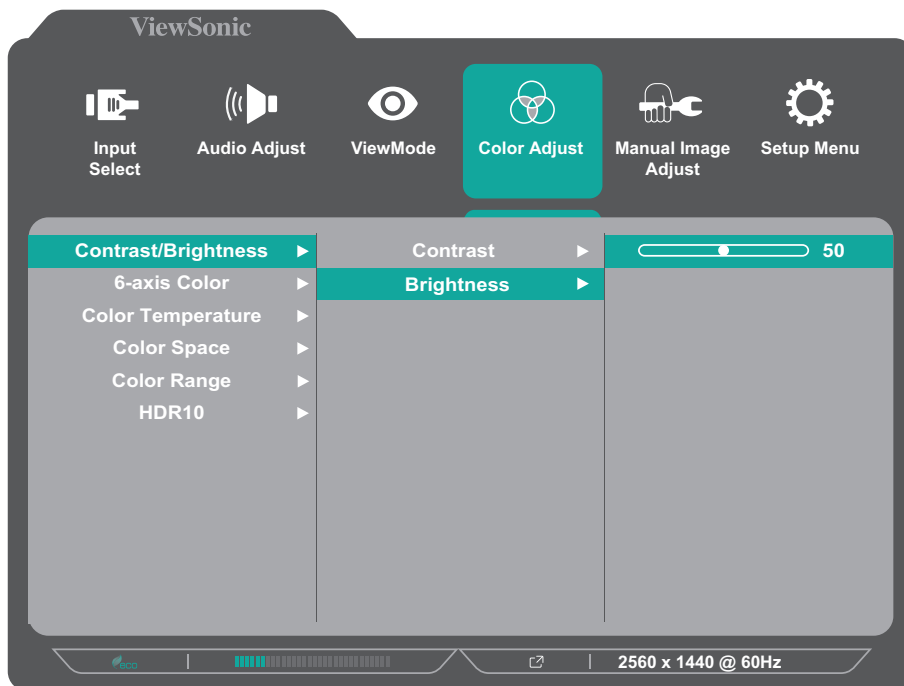 ViewSonic
Input
Select
Audio Adjust
ViewMode
Color Adjust
Manual Image
Adjust
Setup Menu
Contrast/Brightness
6-axis Color
Color Temperature
Color Space
Color Range
HDR10
Contrast
Brightness
50
eco
2560 x 1440 @ 60Hz